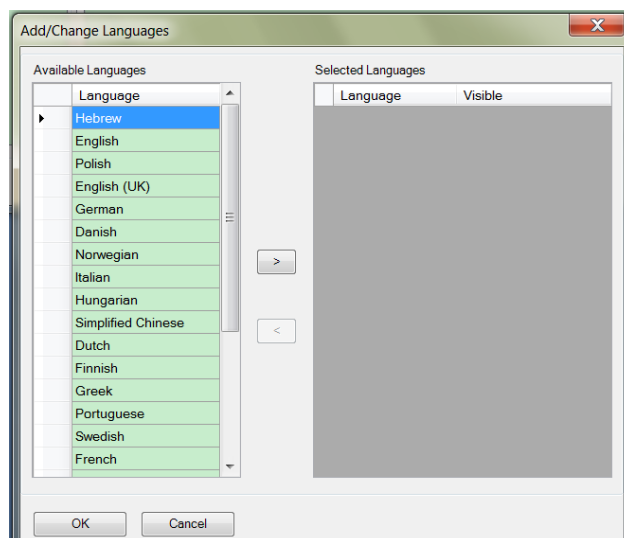 Add/Change Languages
X
Available Languages
Language
Hebrew
English
Polish
English (UK)
German
Danish
Norwegian
Italian
Hungarian
Simplified Chinese
Dutch
Finnish
Greek
Portuguese
Swedish
French
>
<
Selected Languages
Language Visible
OK Cancel